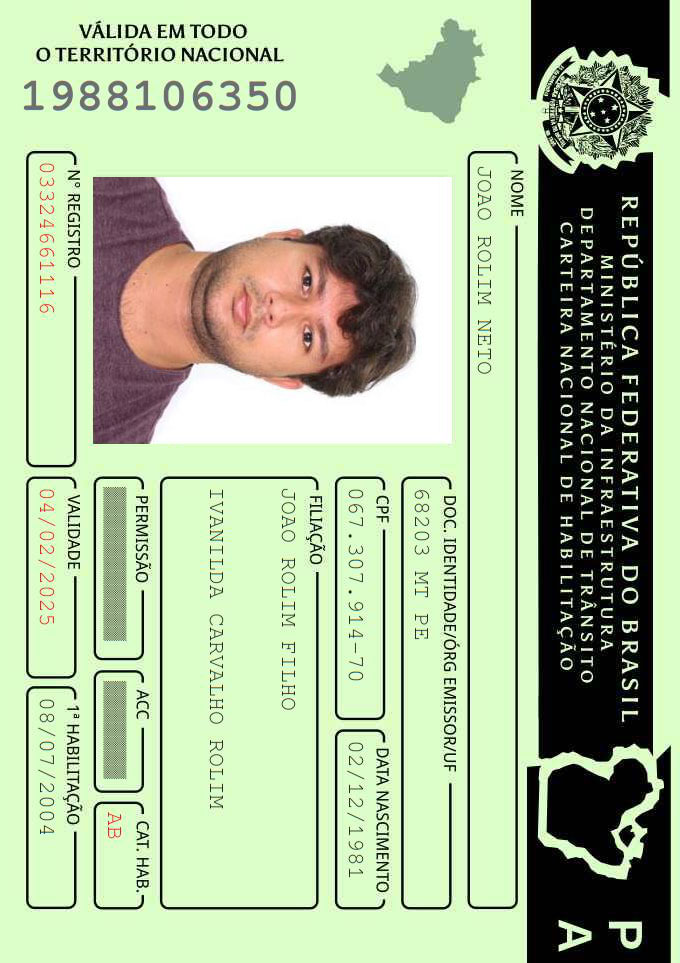 VÁLIDA EM TODO
O TERRITÓRIO NACIONAL
1988106350
REPÚBLICA FEDERATIVA DO BRASIL
MINISTÉRIO DA INFRAESTRUTURA
DEPARTAMENTO NACIONAL DE TRÂNSITO
CARTEIRA NACIONAL DE HABILITAÇÃO
PA
NOME
JOAO ROLIM NETO
DOC. IDENTIDADE/ÓRG EMISSOR/UF
68203 MT PE
CPF
067.307.914-70
DATA NASCIMENTO
02/12/1981
FILIAÇÃO
JOAO ROLIM FILHO
IVANILDA CARVALHO ROLIM
PERMISSÃO
ACC
CAT. HAB.
AB
Nº REGISTRO
03324661116
VALIDADE
04/02/2025
1ª HABILITAÇÃO
08/07/2004